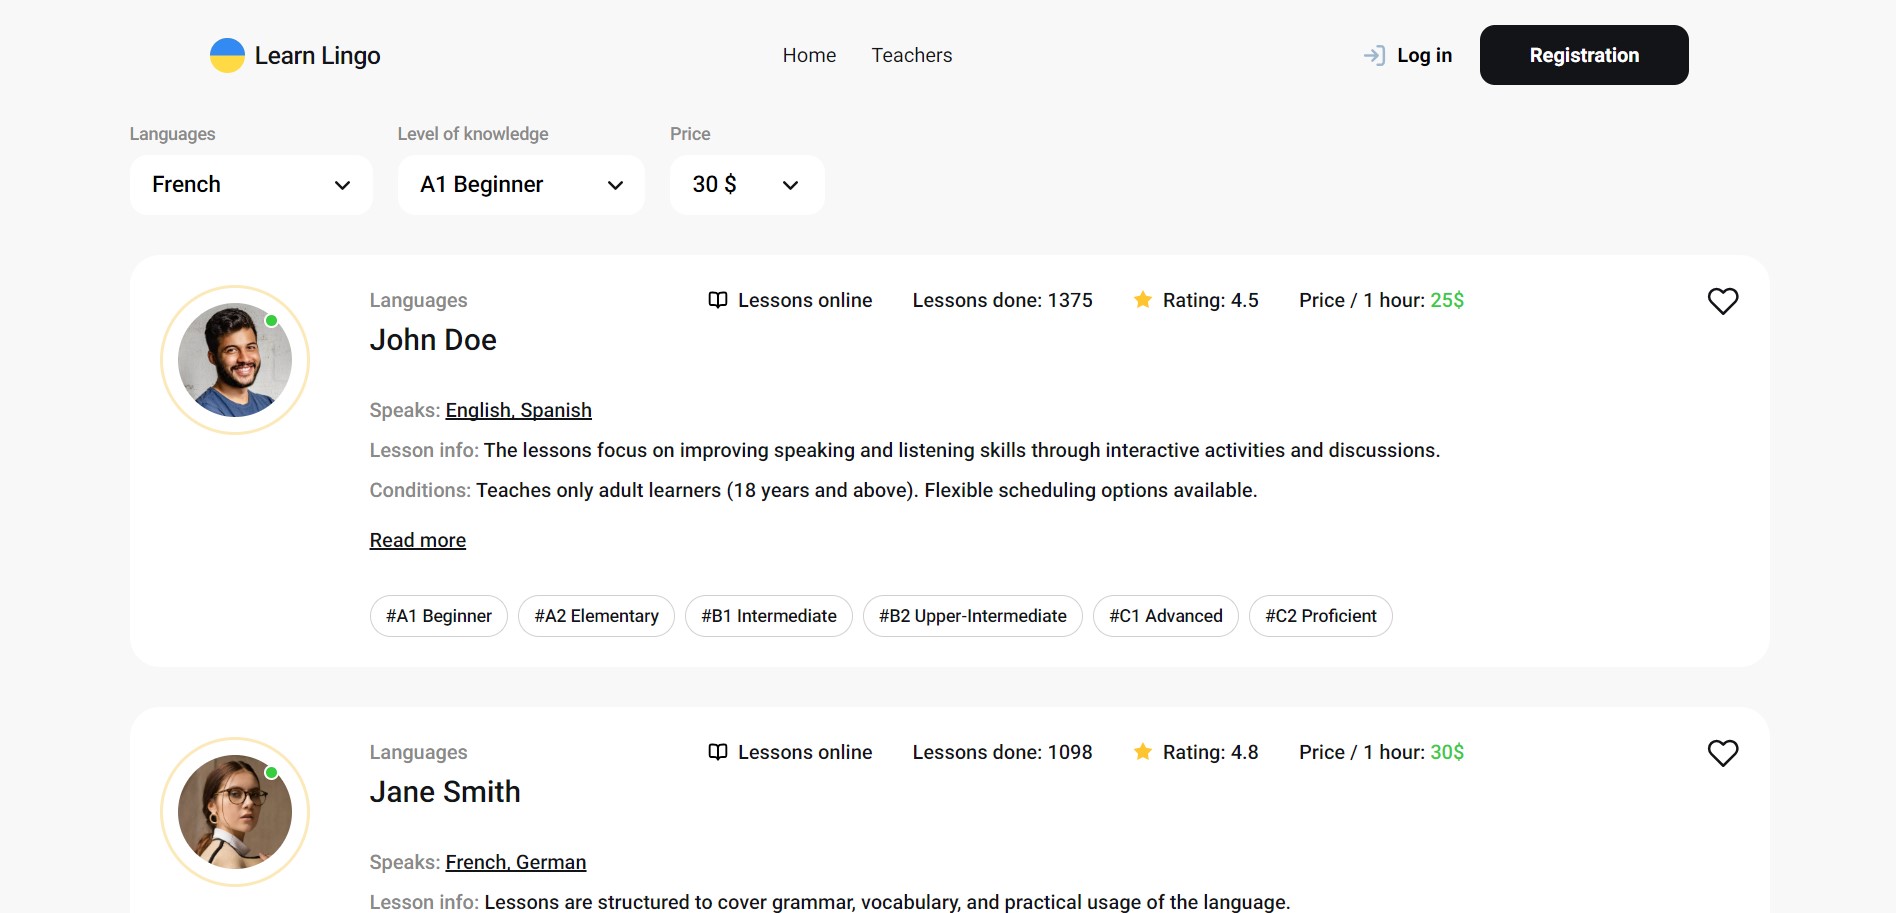 Learn Lingo Home Teachers Log in Registration
Languages Level of knowledge Price
French A1 Beginner 30 $
Languages Lessons online Lessons done: 1375 Rating: 4.5 Price / 1 hour: 25$
John Doe
Speaks: English, Spanish
Lesson info: The lessons focus on improving speaking and listening skills through interactive activities and discussions.
Conditions: Teaches only adult learners (18 years and above). Flexible scheduling options available.
Read more
#A1 Beginner #A2 Elementary #B1 Intermediate #B2 Upper-Intermediate #C1 Advanced #C2 Proficient
Languages Lessons online Lessons done: 1098 Rating: 4.8 Price / 1 hour: 30$
Jane Smith
Speaks: French, German
Lesson info: Lessons are structured to cover grammar, vocabulary, and practical usage of the language.